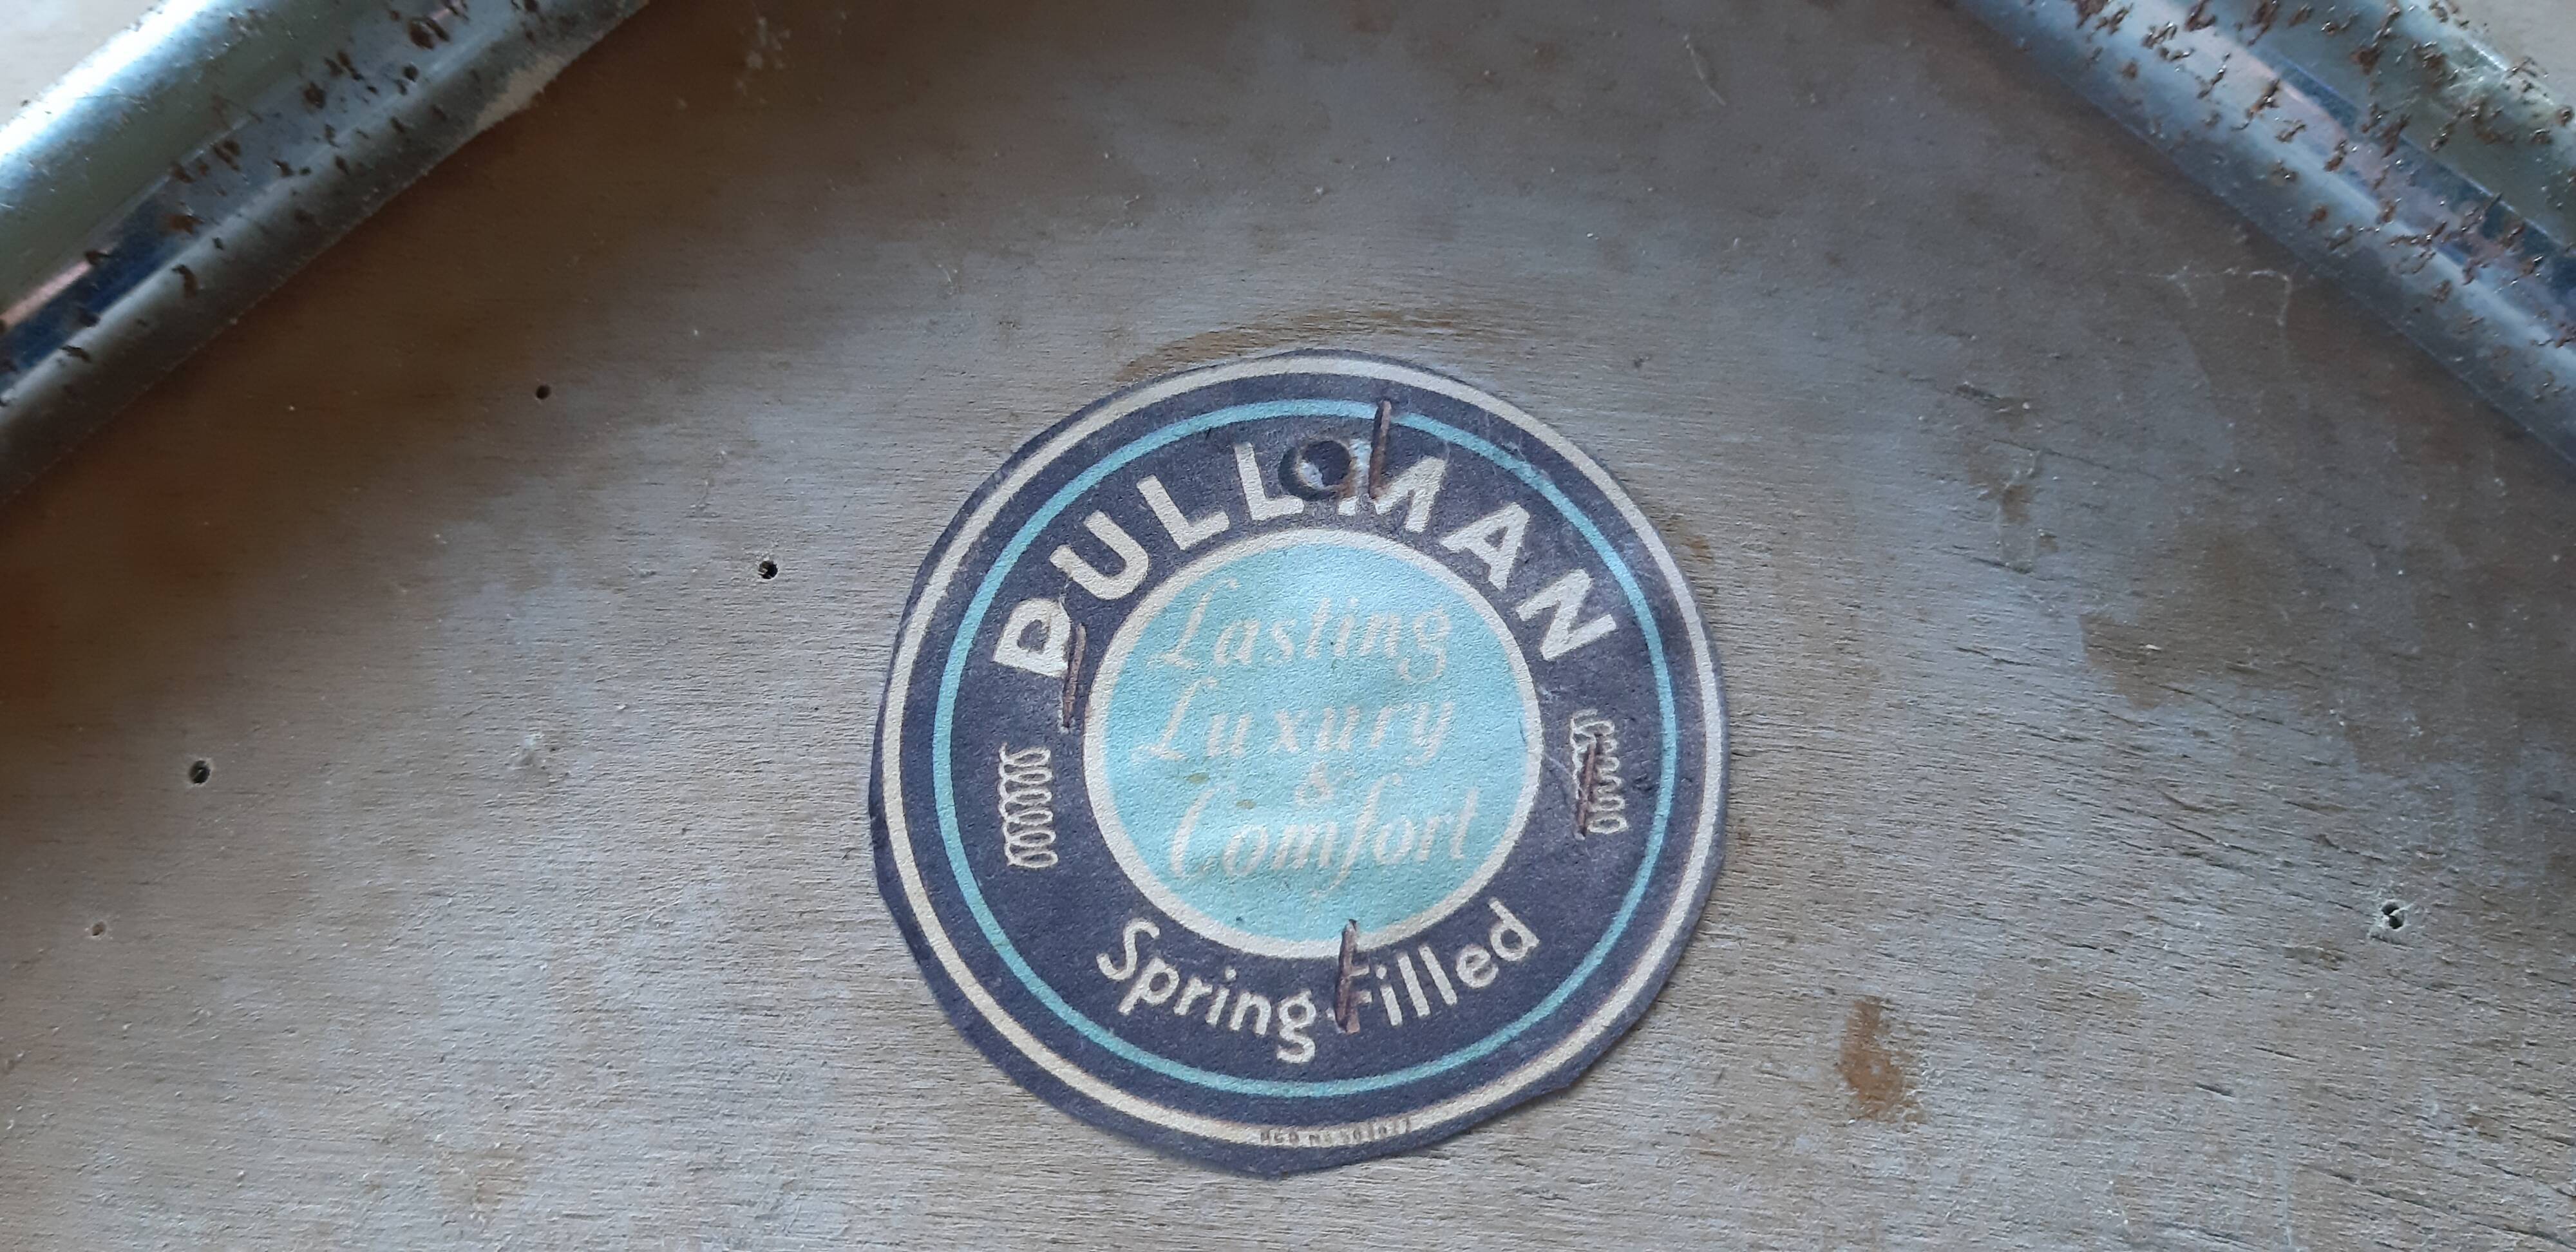 PULLMAN
Lasting
Luxury
&
Comfort
Spring-Filled